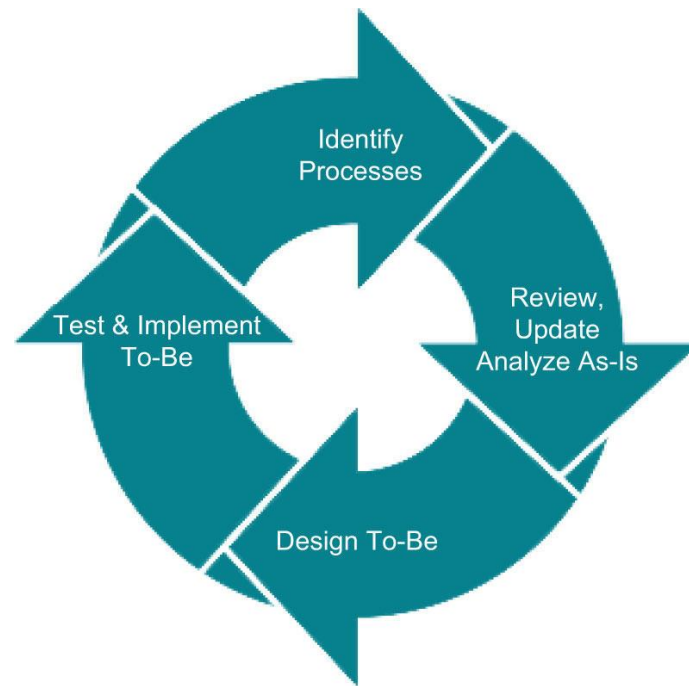 Identify
Processes
Review,
Update
Analyze As-Is
Design To-Be
Test & Implement
To-Be